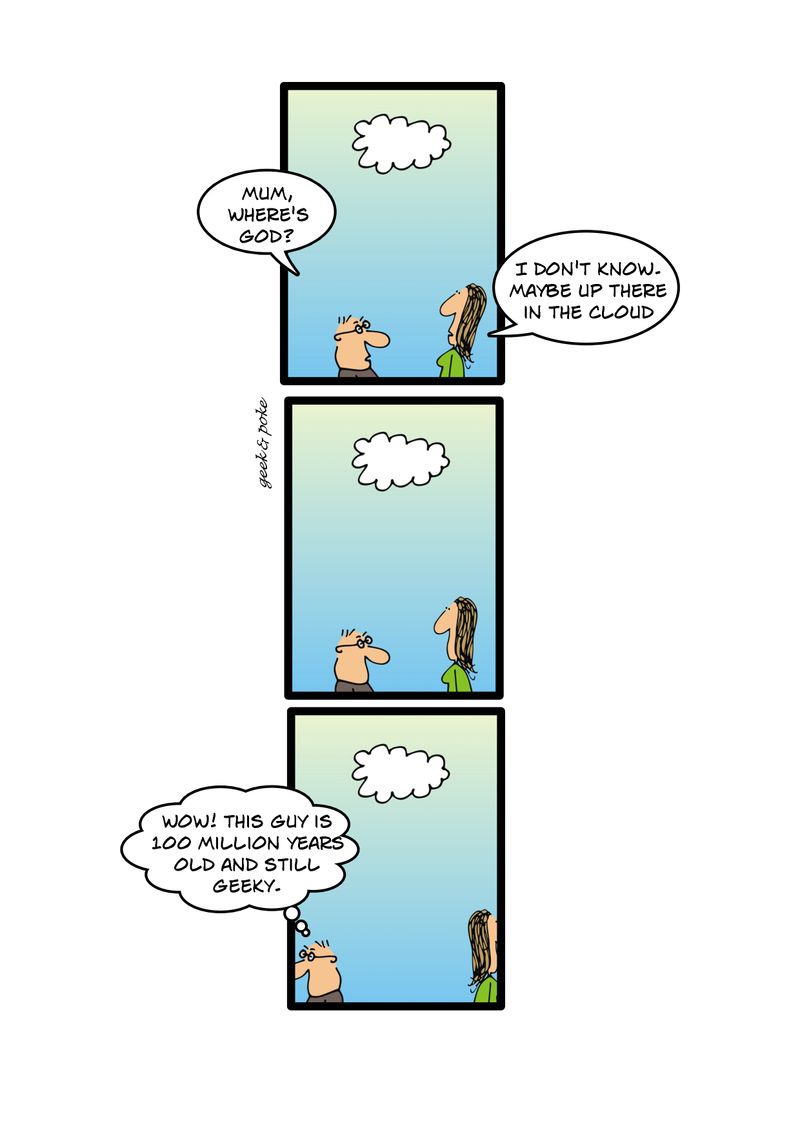 MUM,
WHERE'S
GOD?
I DON'T KNOW.
MAYBE UP THERE
IN THE CLOUD
geek & poke
WOW! THIS GUY IS
100 MILLION YEARS
OLD AND STILL
GEEKY.